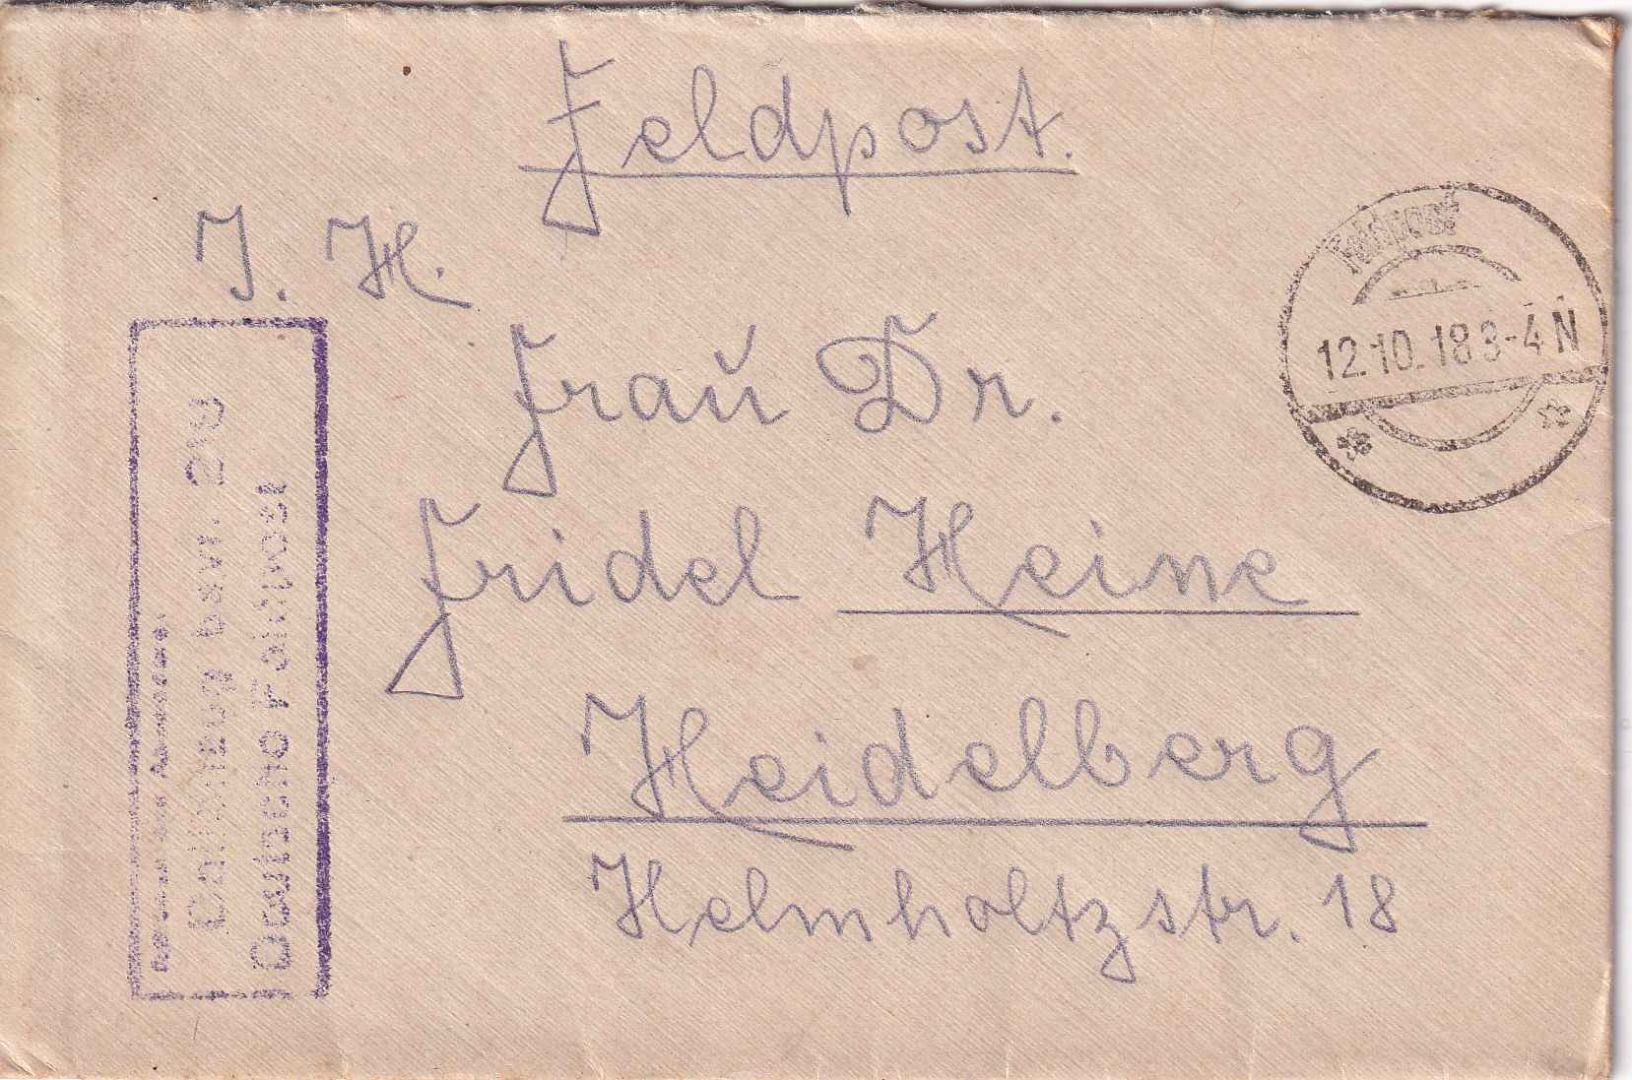 Feldpost.
J. H.
Frau Dr.
Fridel Heine
Heidelberg
Helmholtzstr. 18
Feldpost
12.10.18 3-4 N
Deutsche Feldpost